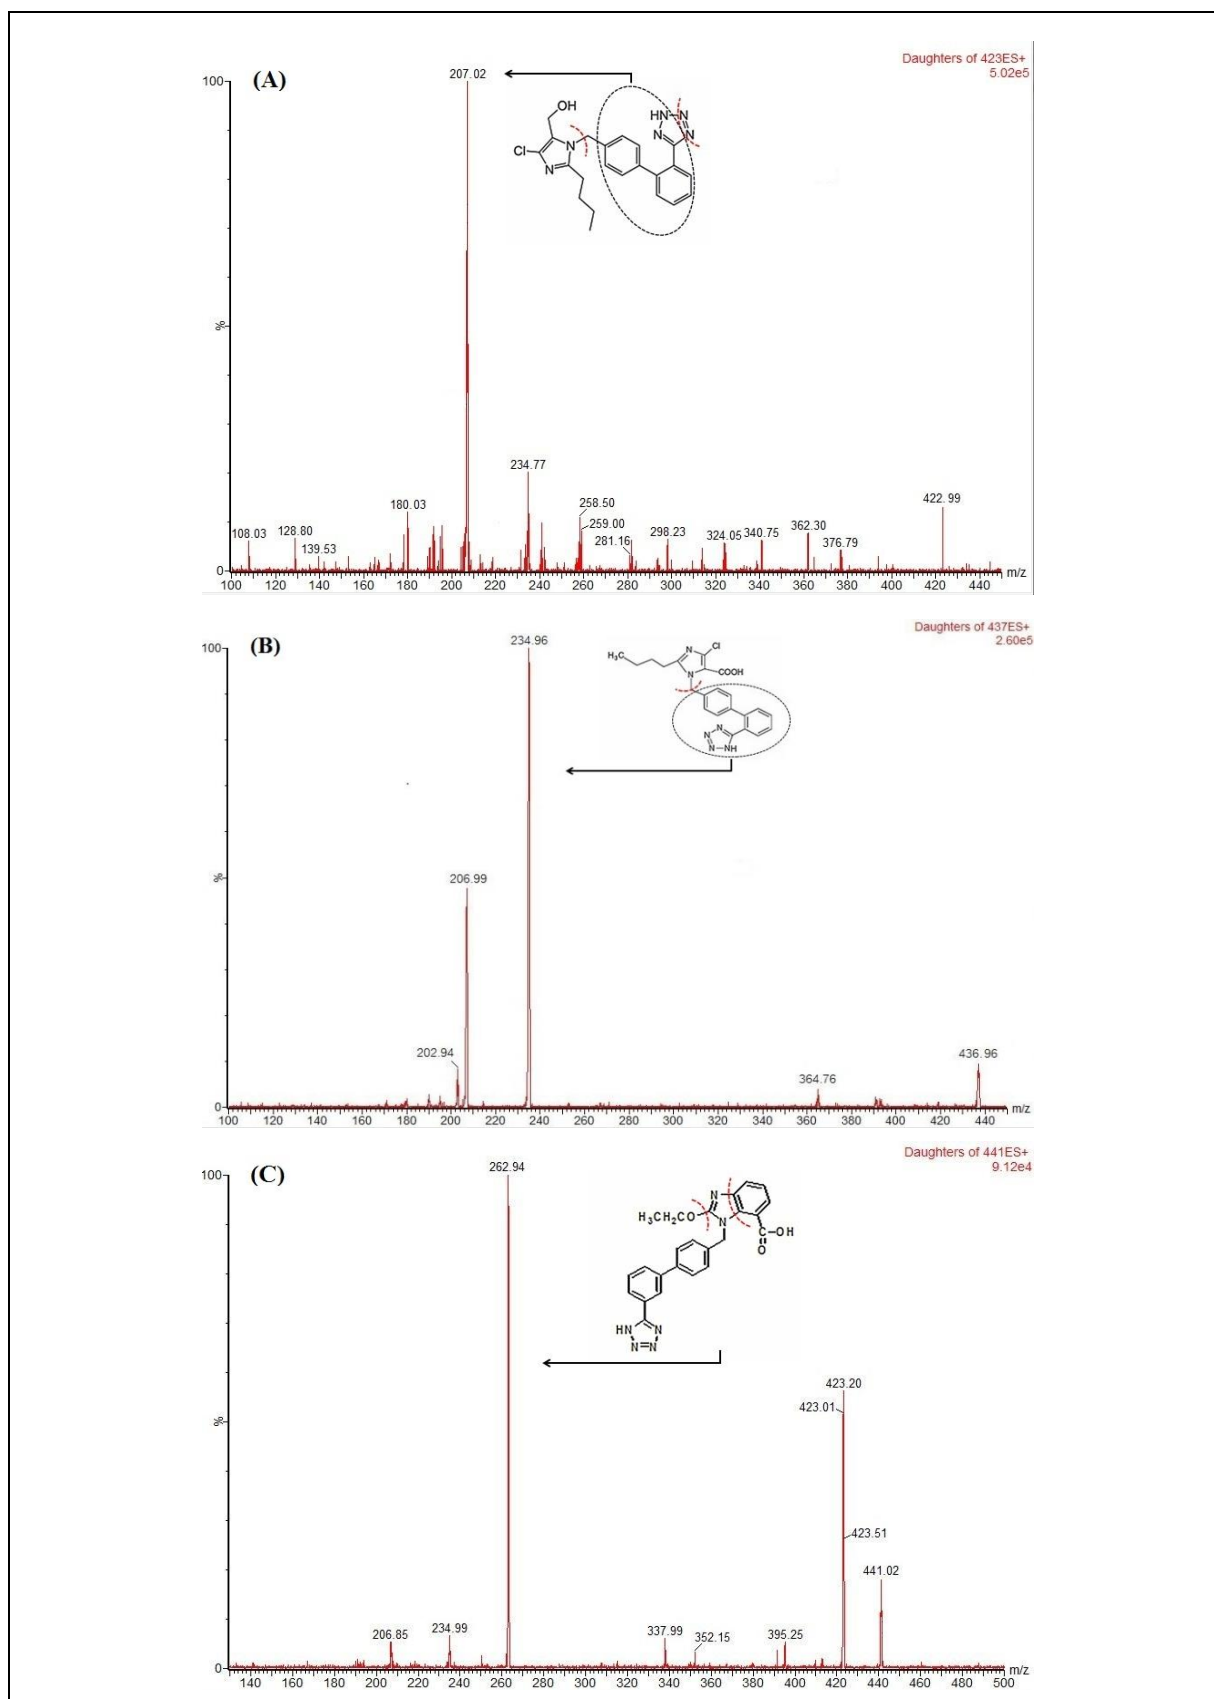 Daughters of 423ES+
5.02e5
(A)
100
207.02
OH
HN
N
N
N
Cl
N
N
%
234.77
180.03
258.50
422.99
108.03
128.80
139.53
259.00
281.16
298.23
324.05
340.75
362.30
376.79
0
100 120 140 160 180 200 220 240 260 280 300 320 340 360 380 400 420 440 m/z
Daughters of 437ES+
2.60e5
(B)
100
234.96
H₃C
N
Cl
N
COOH
N
N
N
NH
%
206.99
202.94
364.76
436.96
0
100 120 140 160 180 200 220 240 260 280 300 320 340 360 380 400 420 440 m/z
Daughters of 441ES+
9.12e4
(C)
100
262.94
H₃CH₂CO
N
N
C-OH
O
HN
N
N=N
423.20
423.01
%
423.51
441.02
206.85
234.99
337.99
352.15
395.25
0
140 160 180 200 220 240 260 280 300 320 340 360 380 400 420 440 460 480 500 m/z